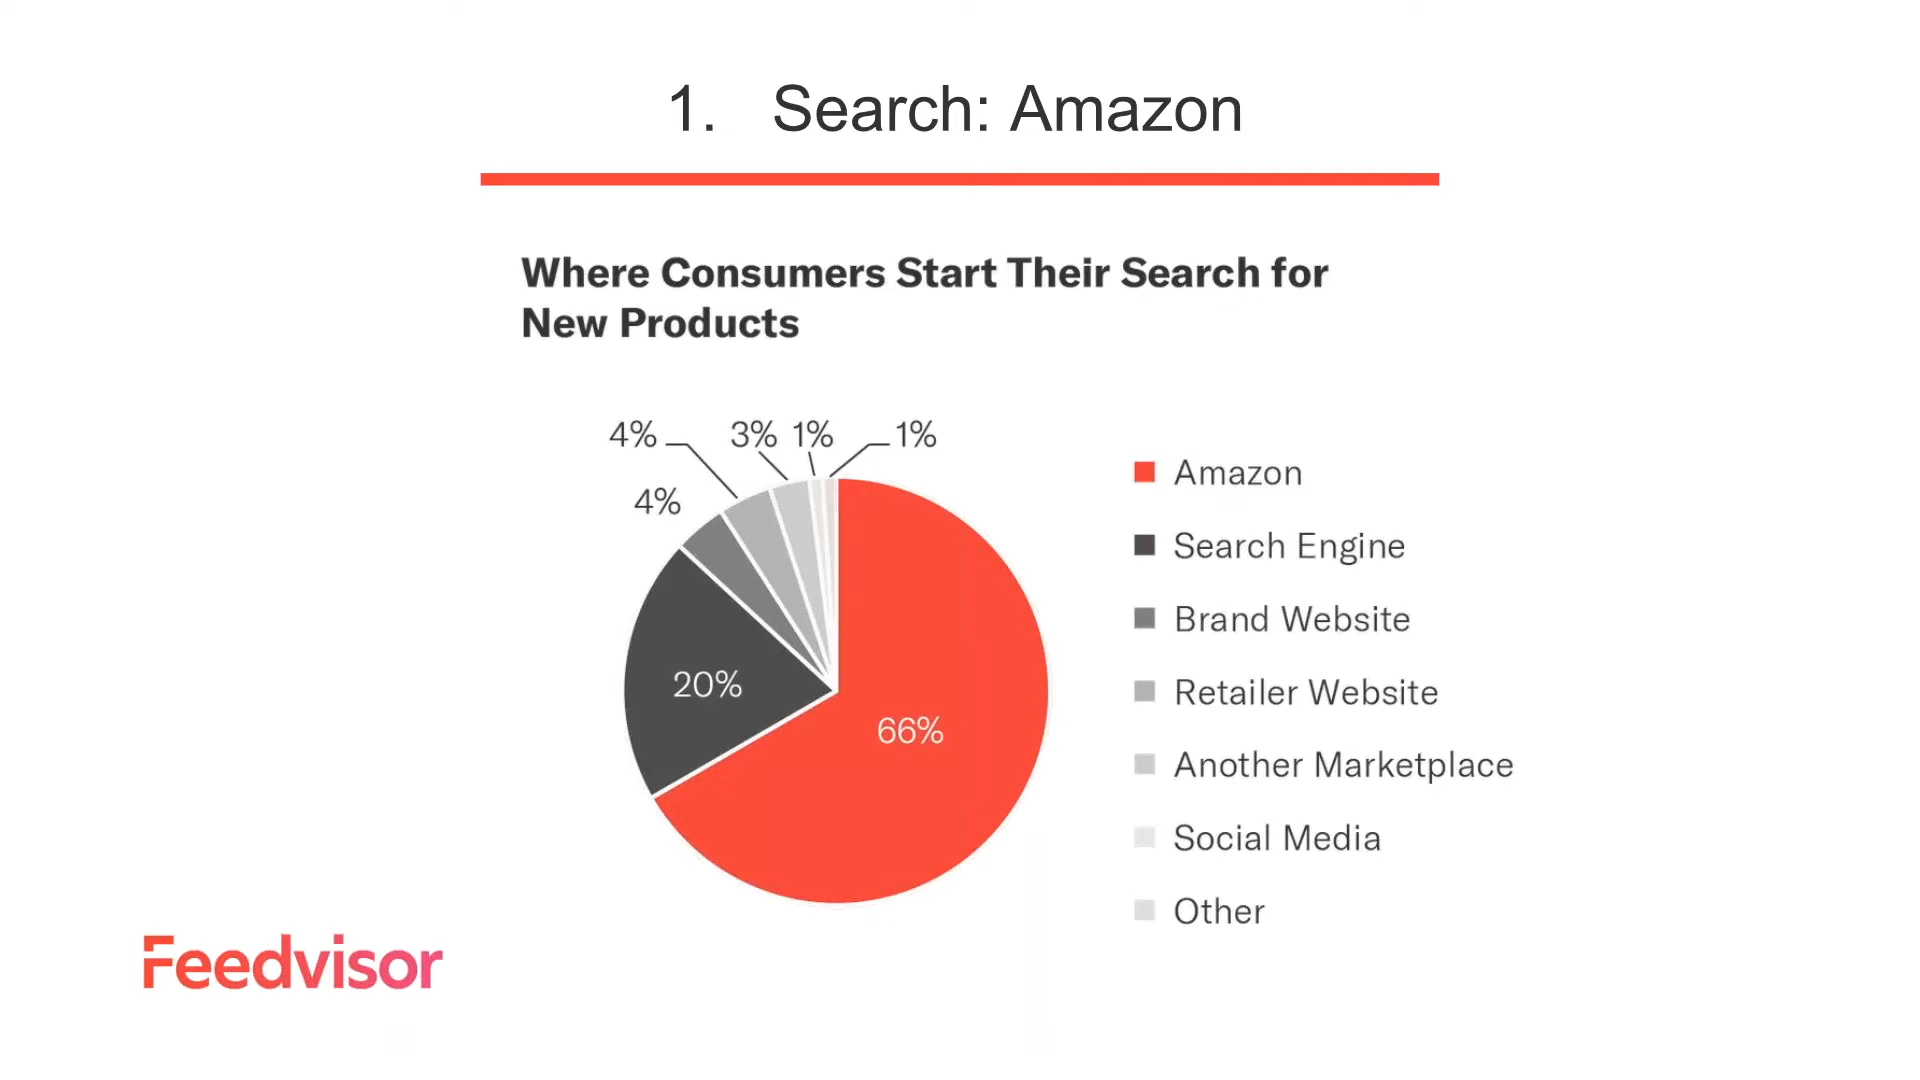 1. Search: Amazon
Where Consumers Start Their Search for
New Products
4%
3%
1%
1%
4%
20%
66%
Amazon
Search Engine
Brand Website
Retailer Website
Another Marketplace
Social Media
Other
Feedvisor